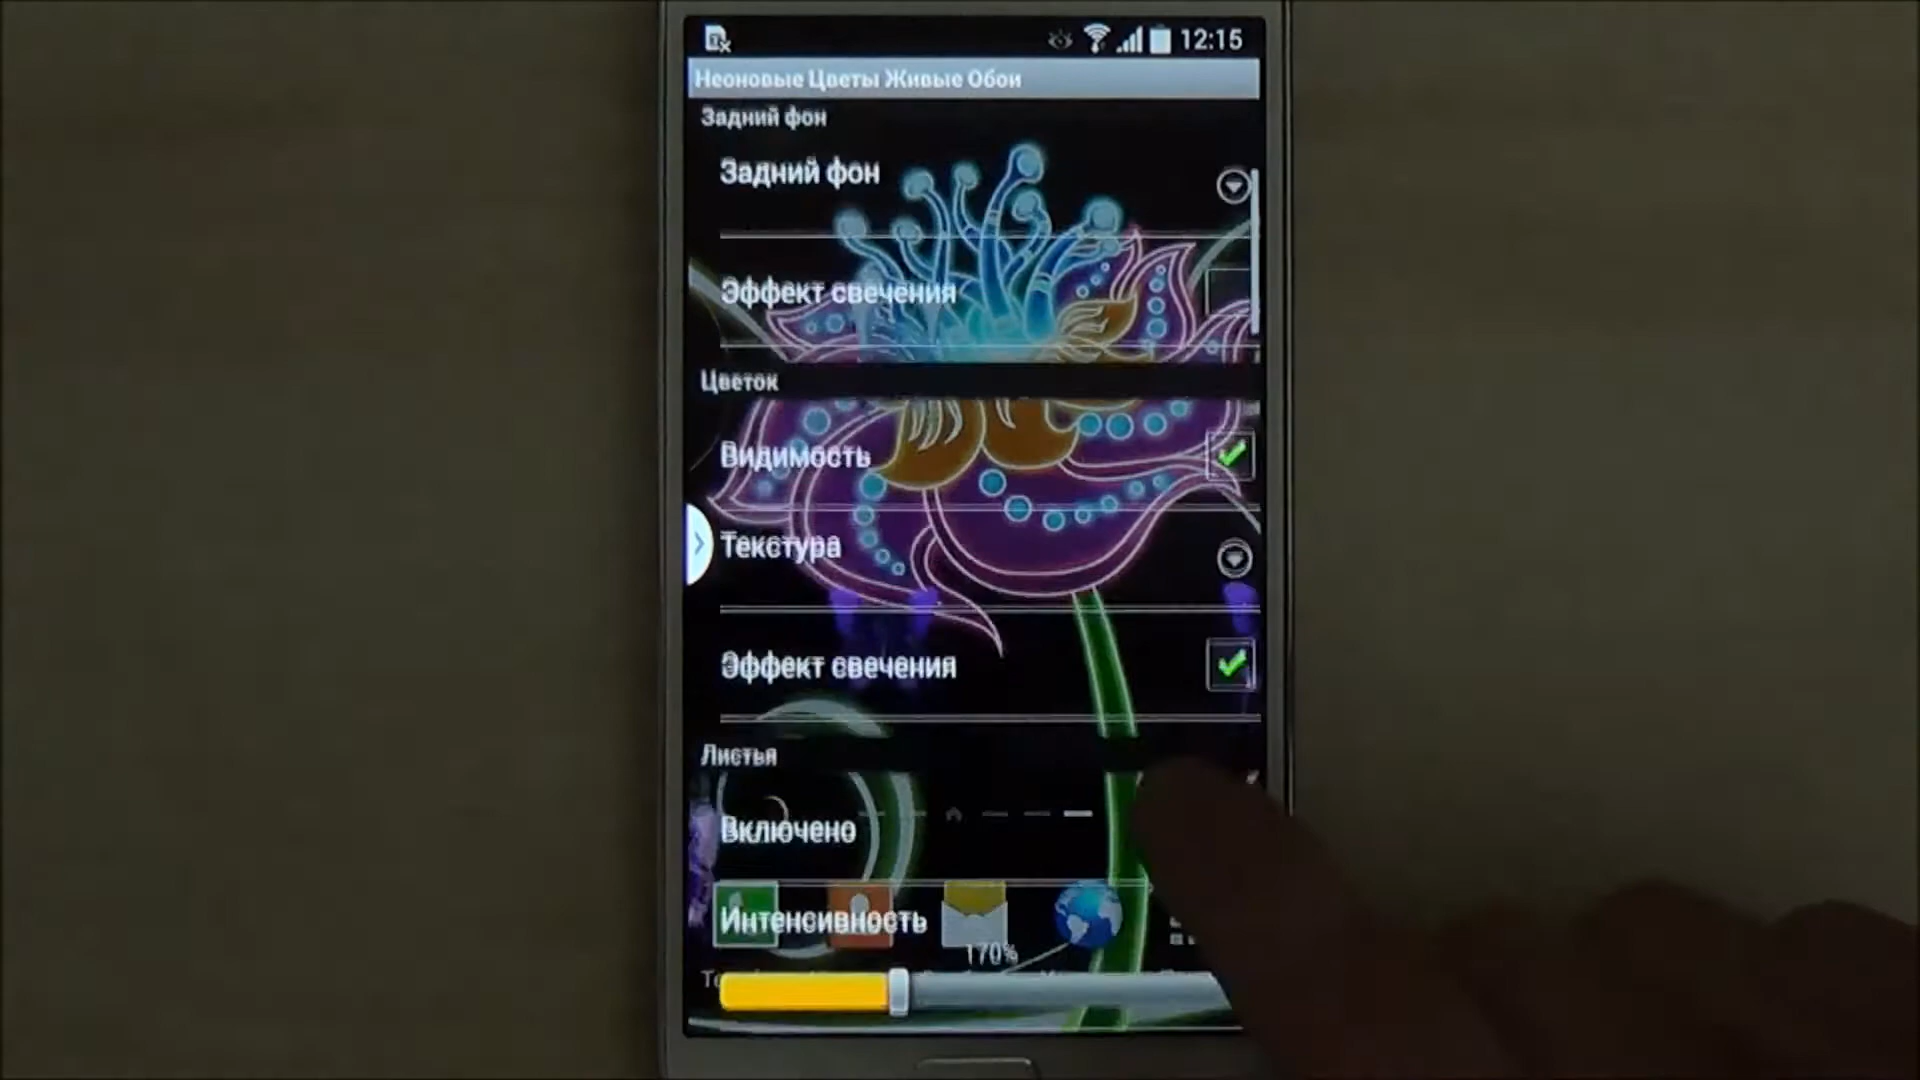 12:15
Неоновые Цветы Живые Обои
Задний фон
Задний фон
Эффект свечения
Цветок
Видимость
Текстура
Эффект свечения
Листья
Включено
Интенсивность
170%